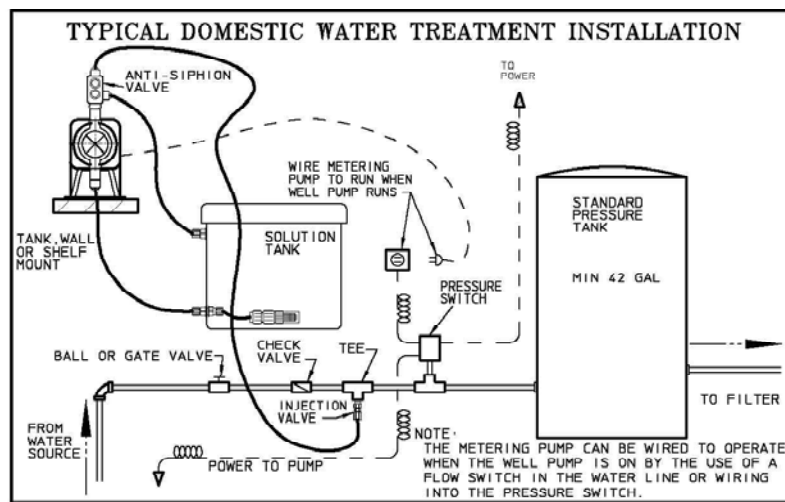 TYPICAL DOMESTIC WATER TREATMENT INSTALLATION
ANTI-SIPHION
VALVE
TO
POWER
WIRE METERING
PUMP TO RUN WHEN
WELL PUMP RUNS
STANDARD
PRESSURE
TANK
SOLUTION
TANK
TANK, WALL
OR SHELF
MOUNT
MIN 42 GAL
PRESSURE
SWITCH
BALL OR GATE VALVE
CHECK
VALVE
TEE
INJECTION
VALVE
TO FILTER
FROM
WATER
SOURCE
POWER TO PUMP
NOTE:
THE METERING PUMP CAN BE WIRED TO OPERATE
WHEN THE WELL PUMP IS ON BY THE USE OF A
FLOW SWITCH IN THE WATER LINE OR WIRING
INTO THE PRESSURE SWITCH.